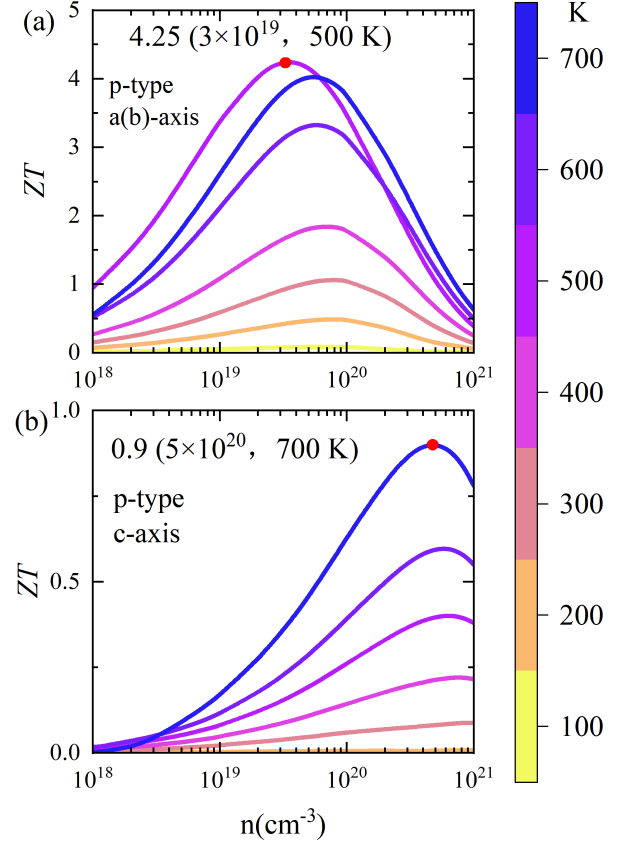 (a)
4.25 (3×10¹⁹, 500 K)
p-type
a(b)-axis
ZT
5
4
3
2
1
0
10¹⁸
10¹⁹
10²⁰
10²¹
(b)
0.9 (5×10²⁰, 700 K)
p-type
c-axis
ZT
1.0
0.5
0.0
10¹⁸
10¹⁹
10²⁰
10²¹
n(cm⁻³)
K
700
600
500
400
300
200
100